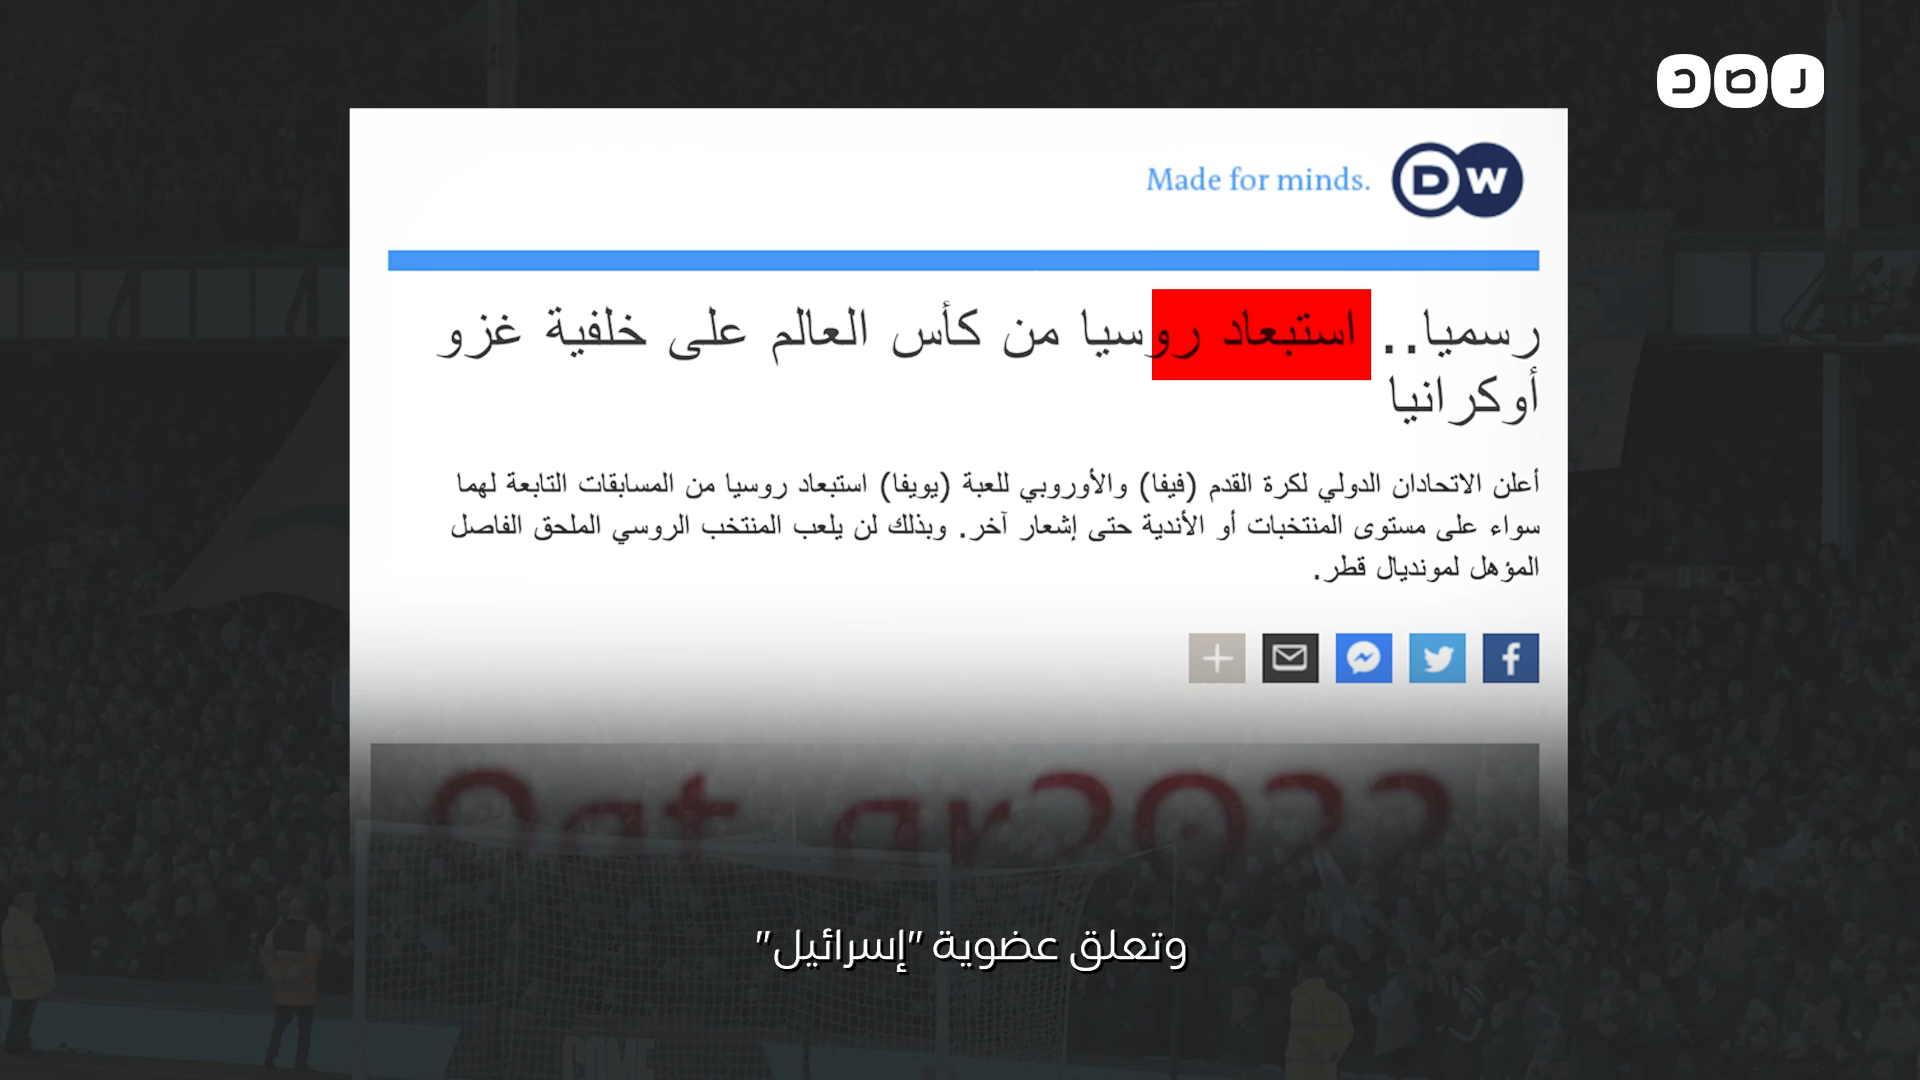 رصد
Made for minds.
DW
رسميا.. استبعاد روسيا من كأس العالم على خلفية غزو
أوكرانيا
أعلن الاتحادان الدولي لكرة القدم (فيفا) والأوروبي للعبة (يويفا) استبعاد روسيا من المسابقات التابعة لهما
سواء على مستوى المنتخبات أو الأندية حتى إشعار آخر. وبذلك لن يلعب المنتخب الروسي الملحق الفاصل
المؤهل لمونديال قطر.
Qatar2022
وتعلق عضوية "إسرائيل"
COME